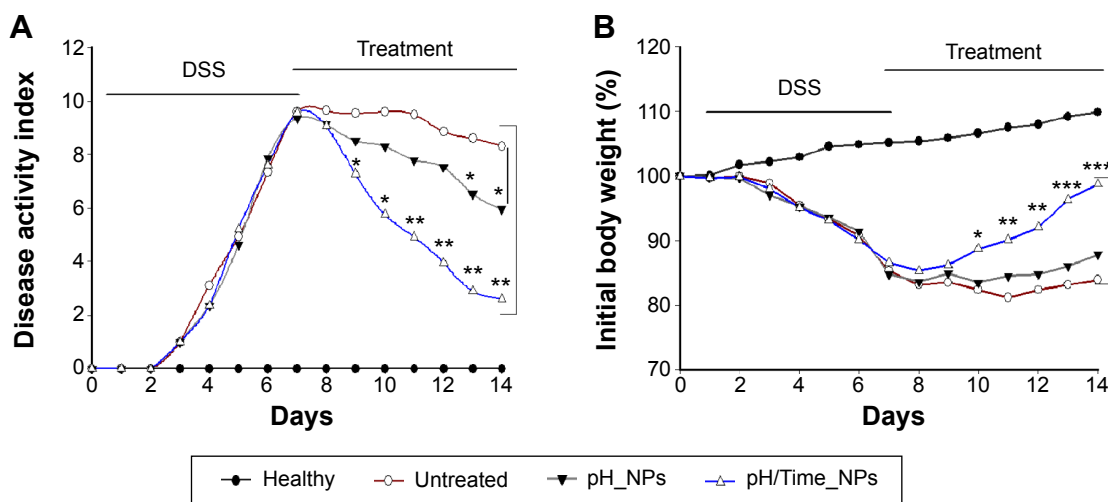 A
Disease activity index
12
10
8
6
4
2
0
DSS
Treatment
*
*
**
**
**
**
*
*
0 2 4 6 8 10 12 14
Days
B
Initial body weight (%)
120
110
100
90
80
70
DSS
Treatment
*
**
**
***
***
0 2 4 6 8 10 12 14
Days
Healthy Untreated pH_NPs pH/Time_NPs